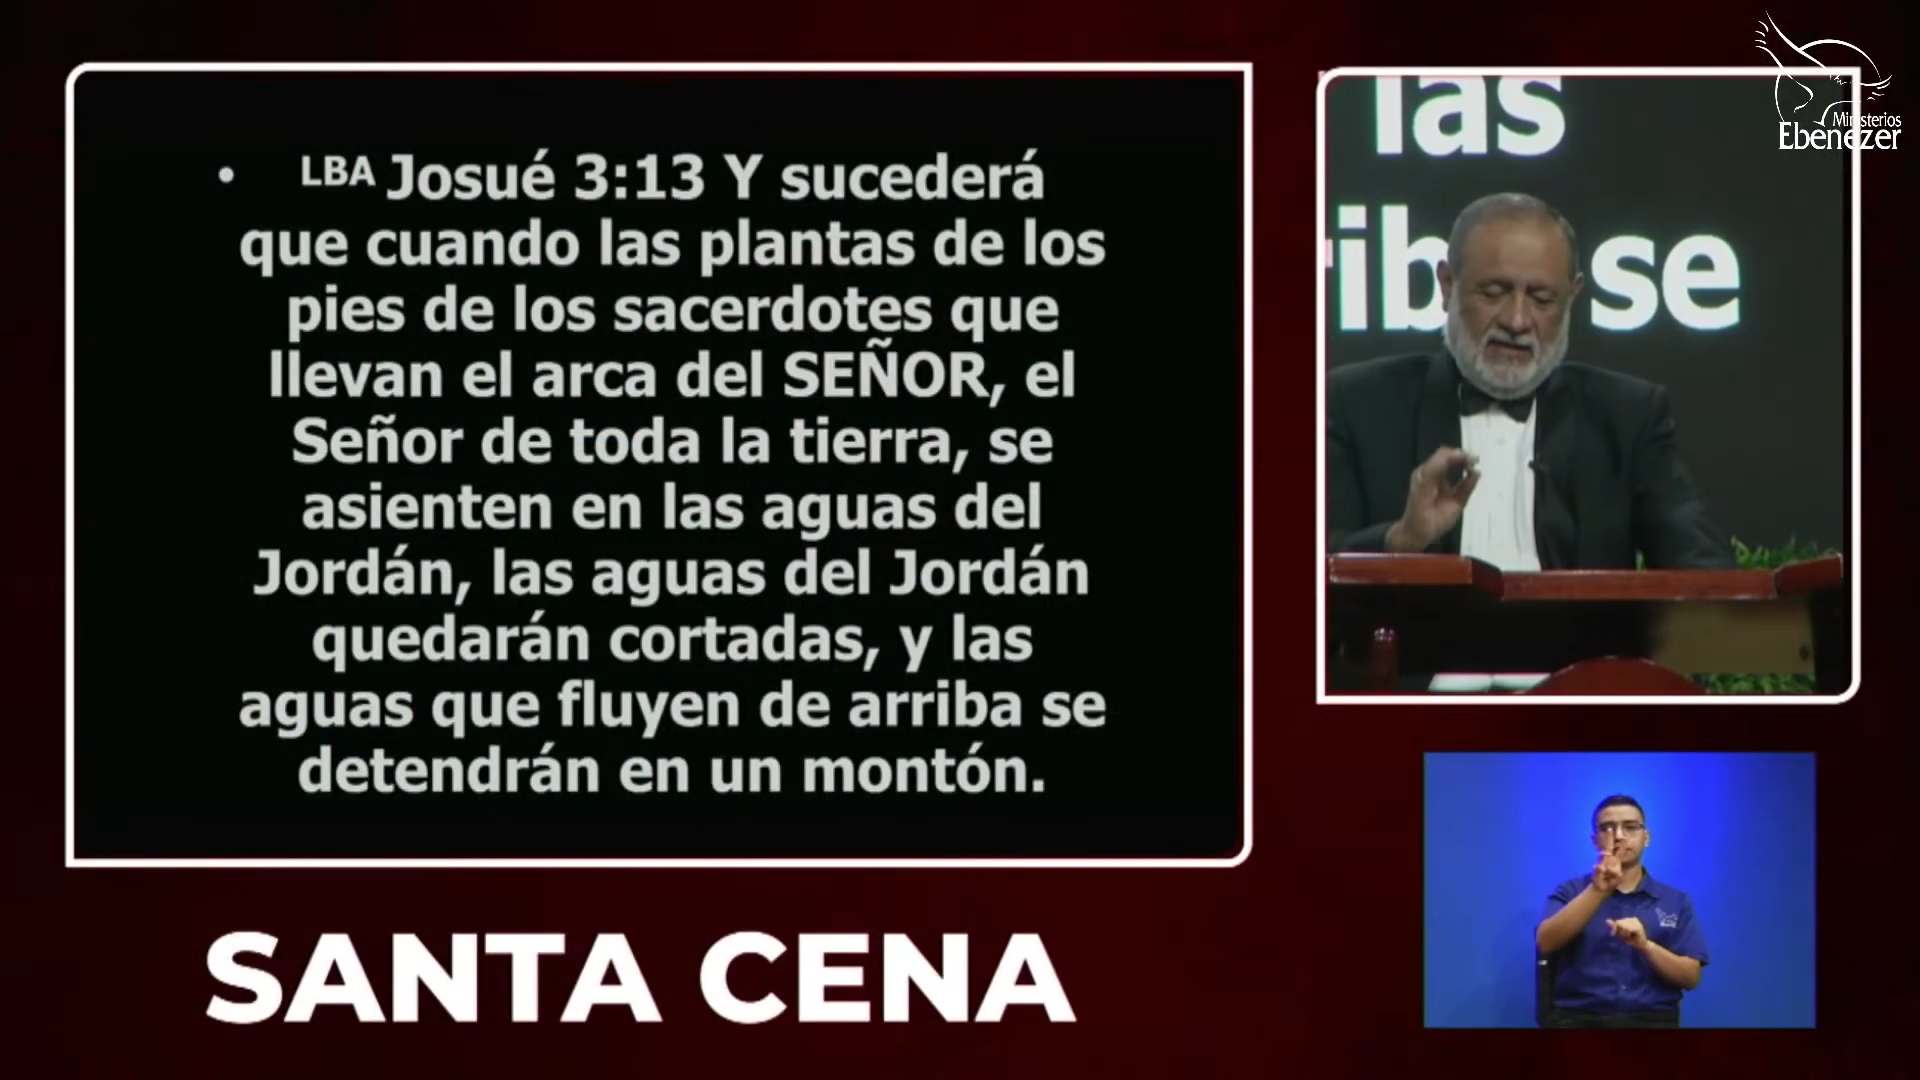 • LBA Josué 3:13 Y sucederá
que cuando las plantas de los
pies de los sacerdotes que
llevan el arca del SEÑOR, el
Señor de toda la tierra, se
asienten en las aguas del
Jordán, las aguas del Jordán
quedarán cortadas, y las
aguas que fluyen de arriba se
detendrán en un montón.
SANTA CENA
las
rib se
Ministerios
Ebenezer